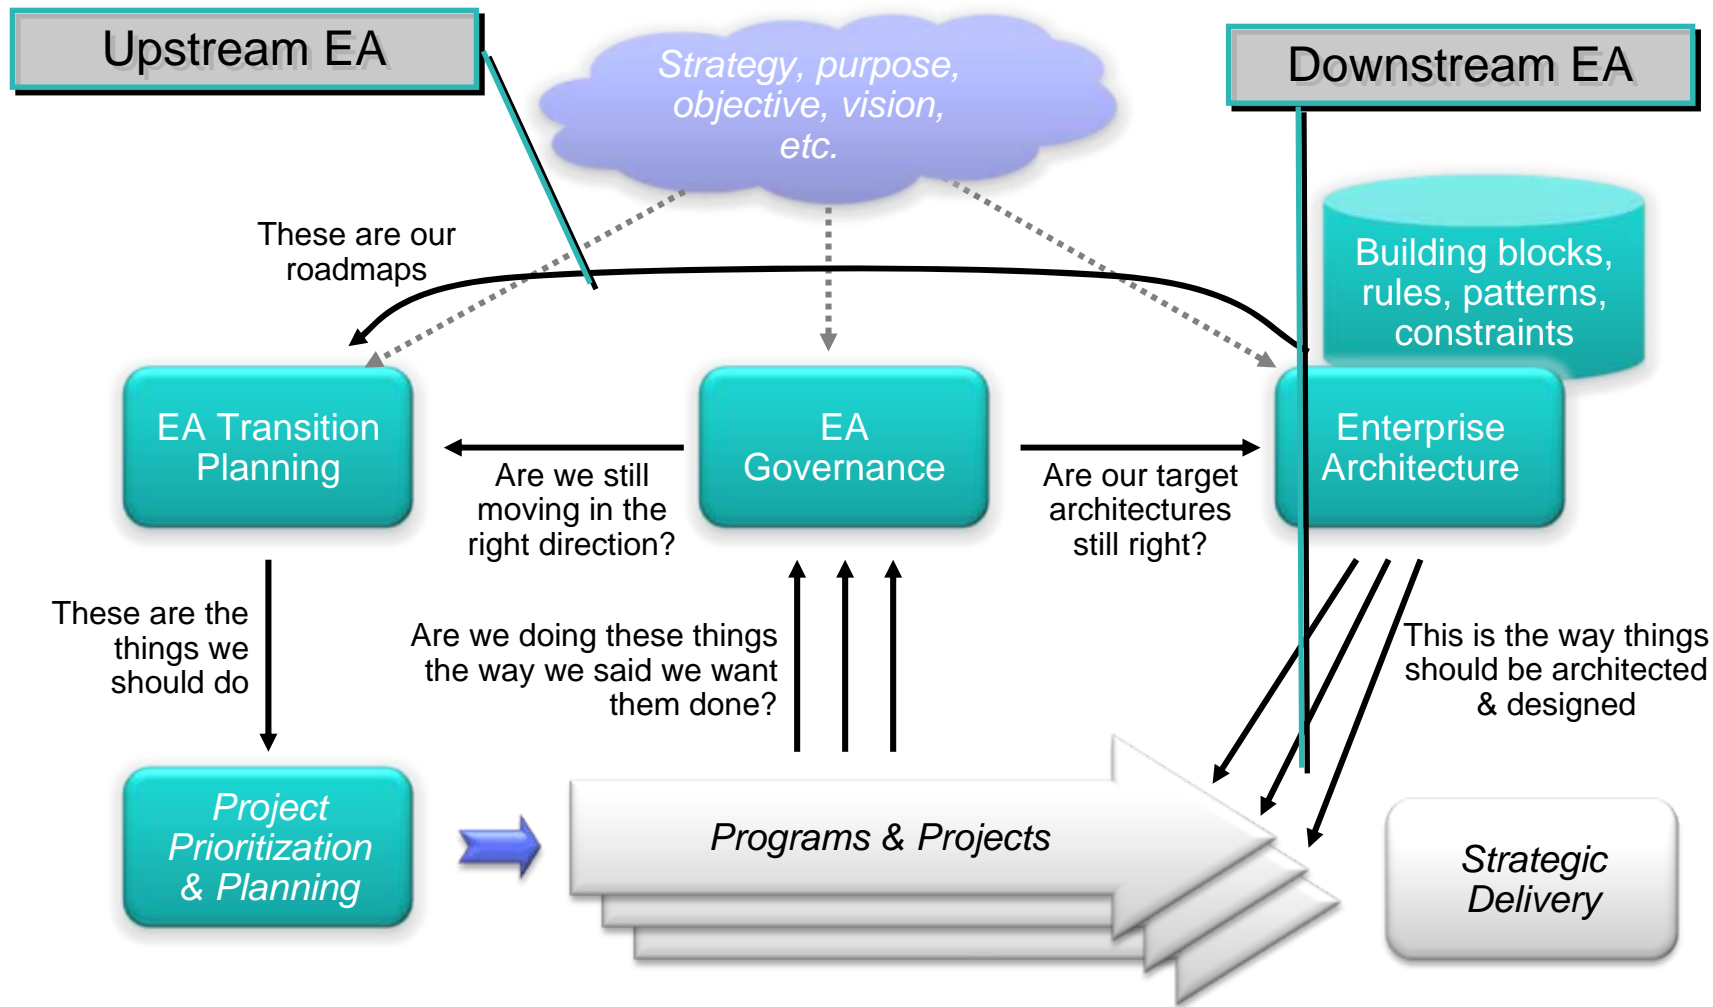 Upstream EA
Strategy, purpose,
objective, vision,
etc.
Downstream EA
These are our
roadmaps
Building blocks,
rules, patterns,
constraints
EA Transition
Planning
EA
Governance
Enterprise
Architecture
Are we still
moving in the
right direction?
Are our target
architectures
still right?
These are the
things we
should do
Are we doing these things
the way we said we want
them done?
This is the way things
should be architected
& designed
Project
Prioritization
& Planning
Programs & Projects
Strategic
Delivery